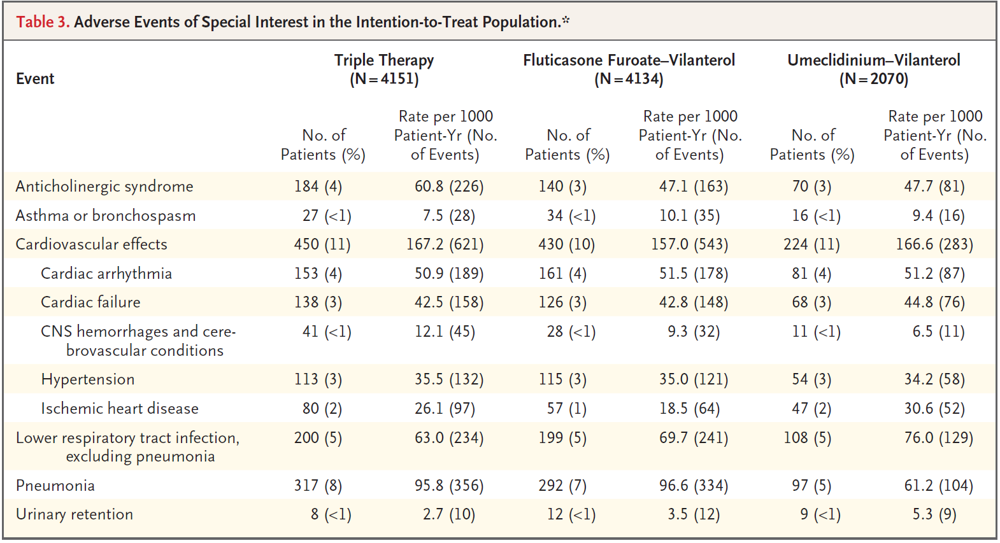 Table 3. Adverse Events of Special Interest in the Intention-to-Treat Population.*
Event
Triple Therapy
(N=4151)
Fluticasone Furoate–Vilanterol
(N=4134)
Umeclidinium–Vilanterol
(N=2070)
No. of
Patients (%)
Rate per 1000
Patient-Yr (No.
of Events)
No. of
Patients (%)
Rate per 1000
Patient-Yr (No.
of Events)
No. of
Patients (%)
Rate per 1000
Patient-Yr (No.
of Events)
Anticholinergic syndrome 184 (4) 60.8 (226) 140 (3) 47.1 (163) 70 (3) 47.7 (81)
Asthma or bronchospasm 27 (<1) 7.5 (28) 34 (<1) 10.1 (35) 16 (<1) 9.4 (16)
Cardiovascular effects 450 (11) 167.2 (621) 430 (10) 157.0 (543) 224 (11) 166.6 (283)
Cardiac arrhythmia 153 (4) 50.9 (189) 161 (4) 51.5 (178) 81 (4) 51.2 (87)
Cardiac failure 138 (3) 42.5 (158) 126 (3) 42.8 (148) 68 (3) 44.8 (76)
CNS hemorrhages and cere- 41 (<1) 12.1 (45) 28 (<1) 9.3 (32) 11 (<1) 6.5 (11)
brovascular conditions
Hypertension 113 (3) 35.5 (132) 115 (3) 35.0 (121) 54 (3) 34.2 (58)
Ischemic heart disease 80 (2) 26.1 (97) 57 (1) 18.5 (64) 47 (2) 30.6 (52)
Lower respiratory tract infection, 200 (5) 63.0 (234) 199 (5) 69.7 (241) 108 (5) 76.0 (129)
excluding pneumonia
Pneumonia 317 (8) 95.8 (356) 292 (7) 96.6 (334) 97 (5) 61.2 (104)
Urinary retention 8 (<1) 2.7 (10) 12 (<1) 3.5 (12) 9 (<1) 5.3 (9)